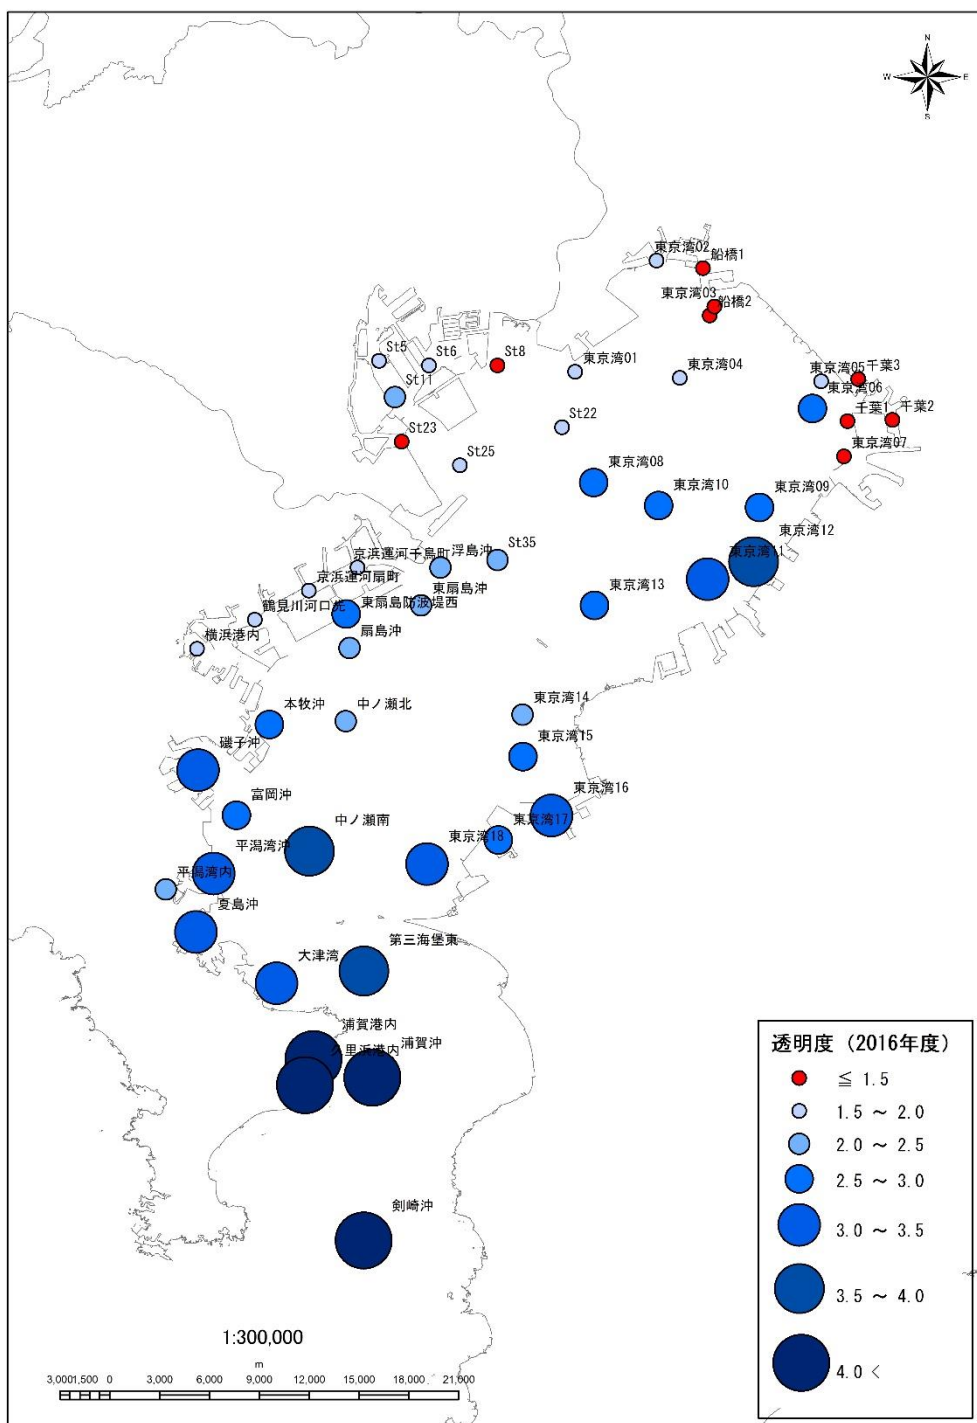 N
W
E
S
東京湾02
船橋1
東京湾03
船橋2
St5
St6
St8
東京湾01
東京湾04
東京湾05
千葉3
東京湾06
St11
千葉1
千葉2
St23
St22
St25
東京湾07
東京湾08
東京湾10
東京湾09
東京湾12
京浜運河千鳥町
浮島沖
St35
東京湾11
京浜運河扇町
東扇島沖
東京湾13
鶴見川河口先
東扇島防波堤西
横浜港内
扇島沖
本牧沖
中ノ瀬北
東京湾14
磯子沖
東京湾15
富岡沖
中ノ瀬南
東京湾16
東京湾17
平潟湾沖
東京湾18
平潟湾内
夏島沖
大津湾
第三海堡東
浦賀港内
久里浜港内
浦賀沖
剣崎沖
透明度（2016年度）
≦ 1.5
1.5 ～ 2.0
2.0 ～ 2.5
2.5 ～ 3.0
3.0 ～ 3.5
3.5 ～ 4.0
4.0 <
1:300,000
m
3,0001,500 0 3,000 6,000 9,000 12,000 15,000 18,000 21,000